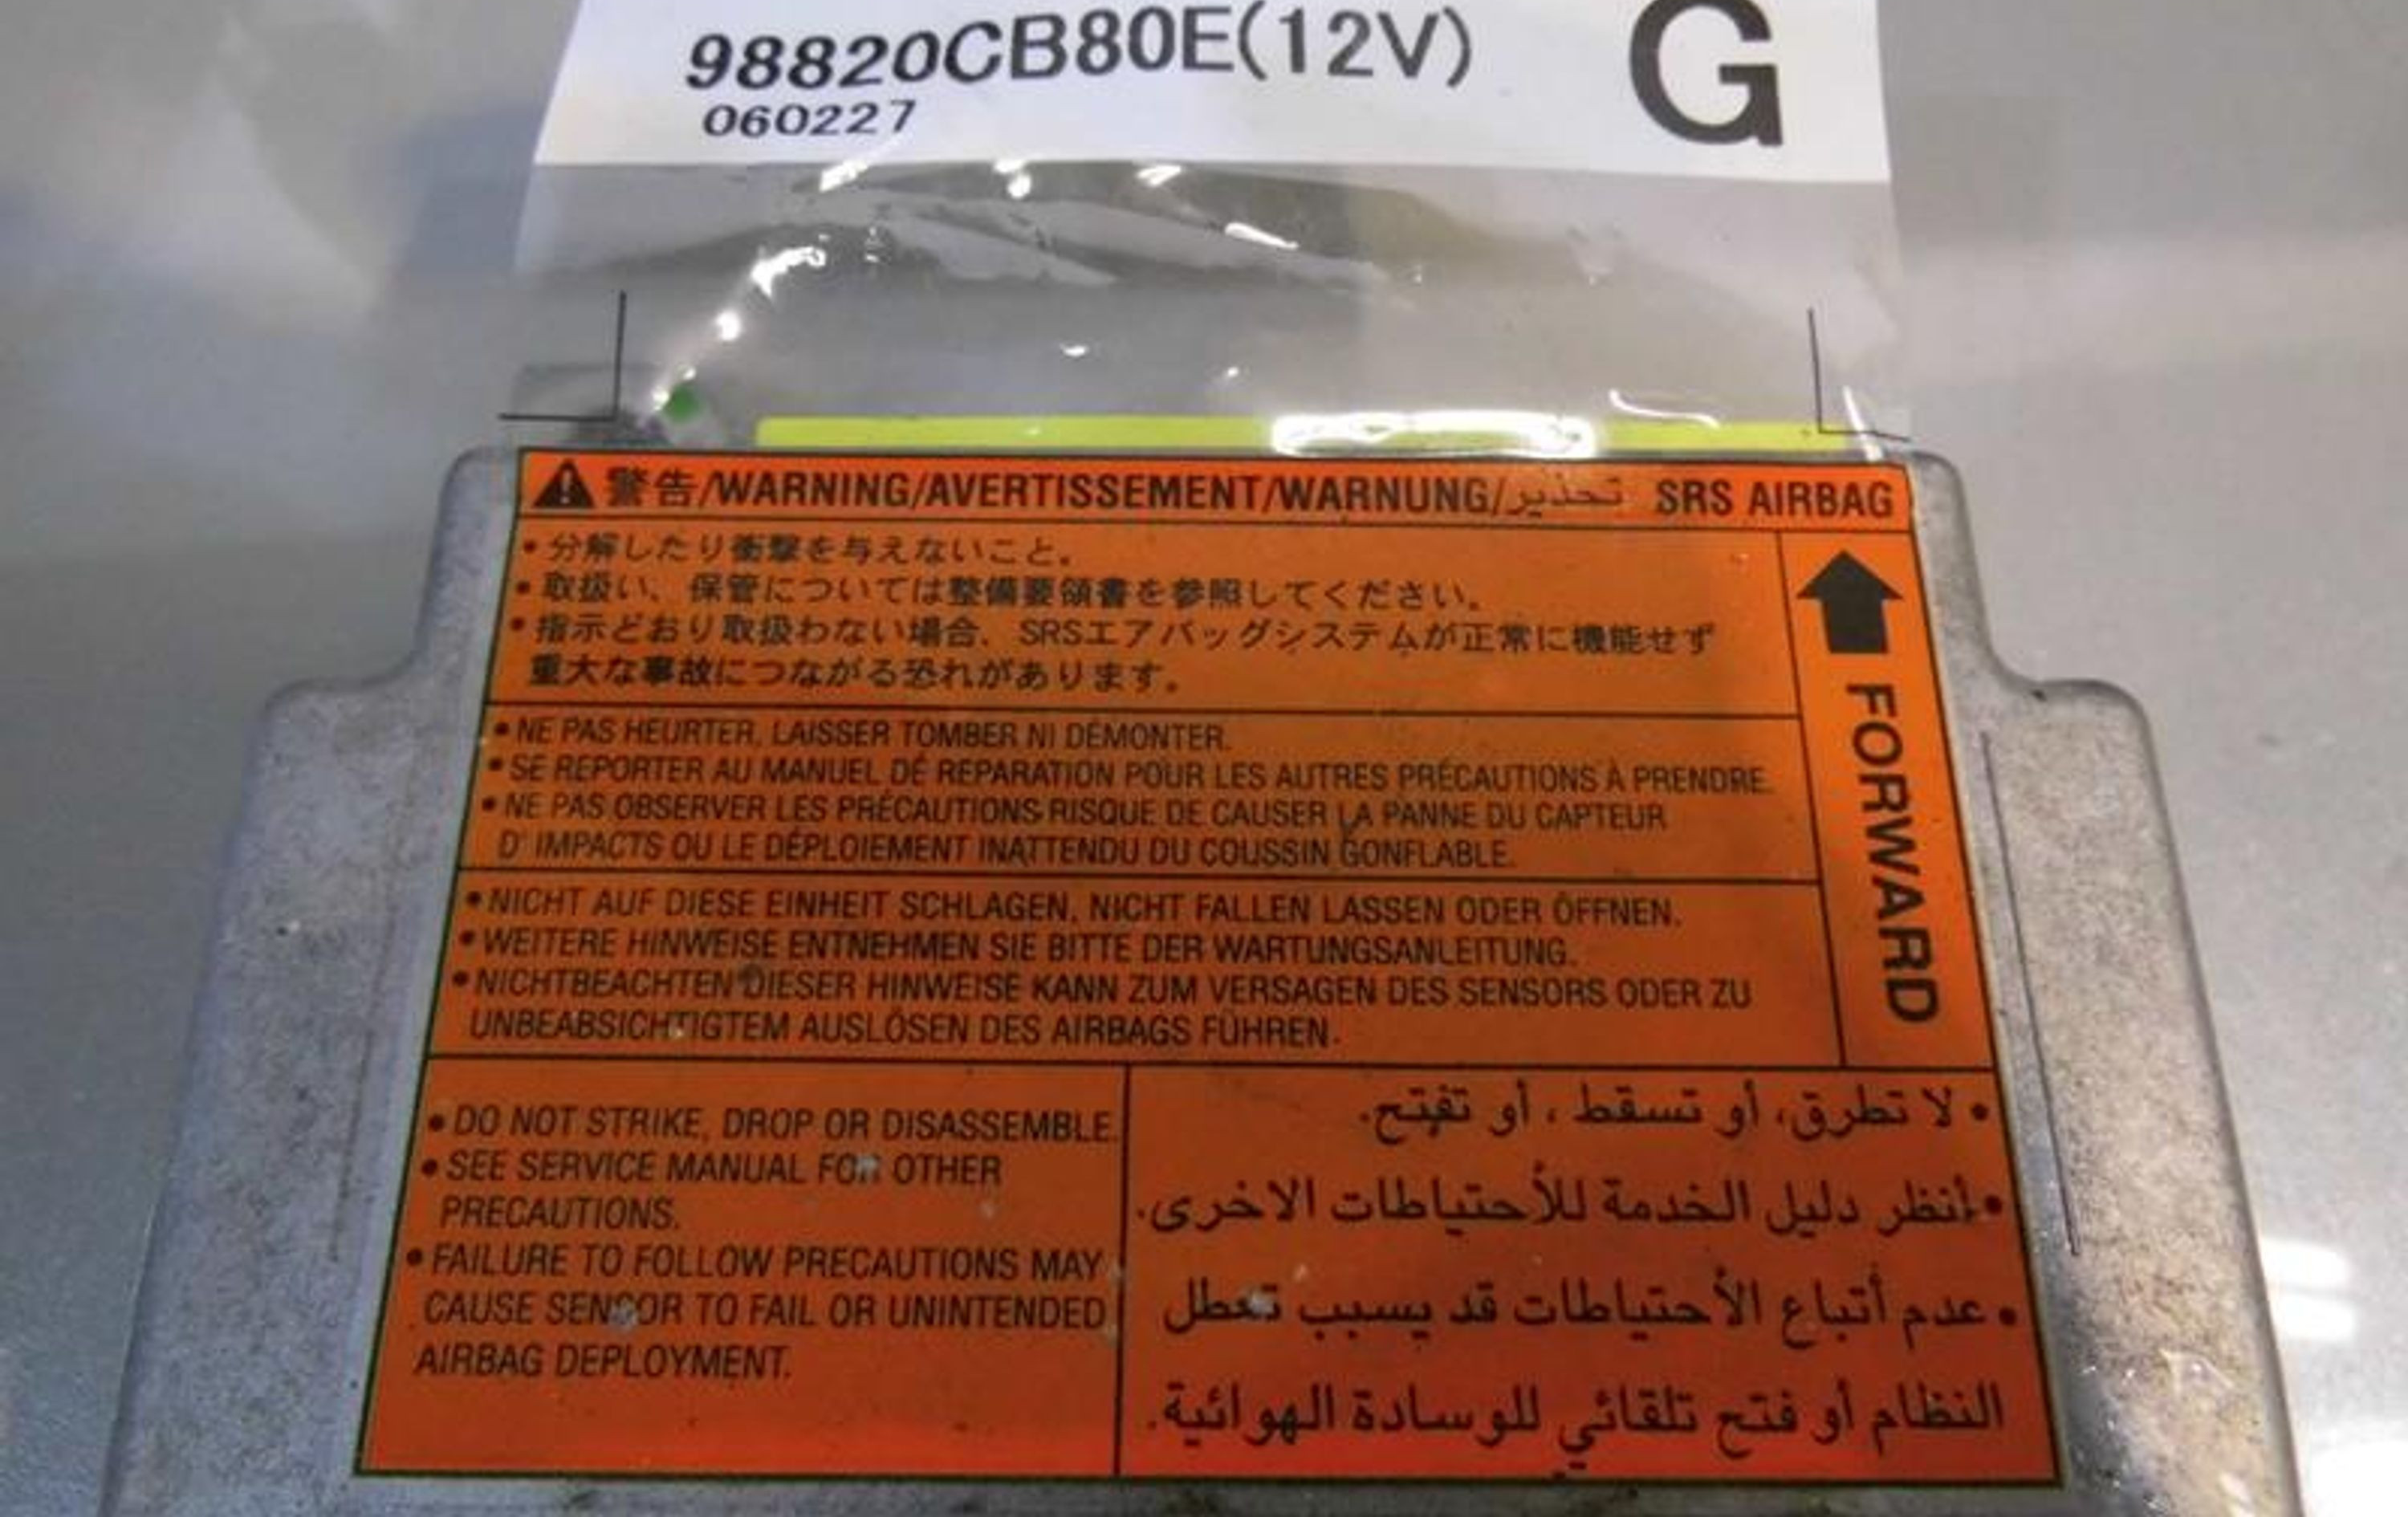 98820CB80E(12V)
G
060227
警告/WARNING/AVERTISSEMENT/WARNUNG/تحذير SRS AIRBAG
• 分解したり衝撃を与えないこと。
• 取扱い、保管については整備要領書を参照してください。
• 指示どおり取扱わない場合、SRSエアバッグシステムが正常に機能せず
重大な事故につながる恐れがあります。
FORWARD
• NE PAS HEURTER, LAISSER TOMBER NI DÉMONTER.
• SE REPORTER AU MANUEL DÉ REPARATION POUR LES AUTRES PRÉCAUTIONS À PRENDRE.
• NE PAS OBSERVER LES PRÉCAUTIONS RISQUE DE CAUSER LA PANNE DU CAPTEUR
D' IMPACTS OU LE DÉPLOIEMENT INATTENDU DU COUSSIN GONFLABLE.
• NICHT AUF DIESE EINHEIT SCHLAGEN, NICHT FALLEN LASSEN ODER ÖFFNEN.
• WEITERE HINWEISE ENTNEHMEN SIE BITTE DER WARTUNGSANLEITUNG.
• NICHTBEACHTEN DIESER HINWEISE KANN ZUM VERSAGEN DES SENSORS ODER ZU
UNBEABSICHTIGTEM AUSLÖSEN DES AIRBAGS FÜHREN.
• DO NOT STRIKE, DROP OR DISASSEMBLE.
• SEE SERVICE MANUAL FOR OTHER
PRECAUTIONS.
• FAILURE TO FOLLOW PRECAUTIONS MAY
CAUSE SENSOR TO FAIL OR UNINTENDED
AIRBAG DEPLOYMENT.
• لا تطرق، أو تسقط ، أو تفتح.
• أنظر دليل الخدمة للأحتياطات الاخرى.
• عدم أتباع الأحتياطات قد يسبب تعطل
النظام أو فتح تلقائي للوسادة الهوائية.